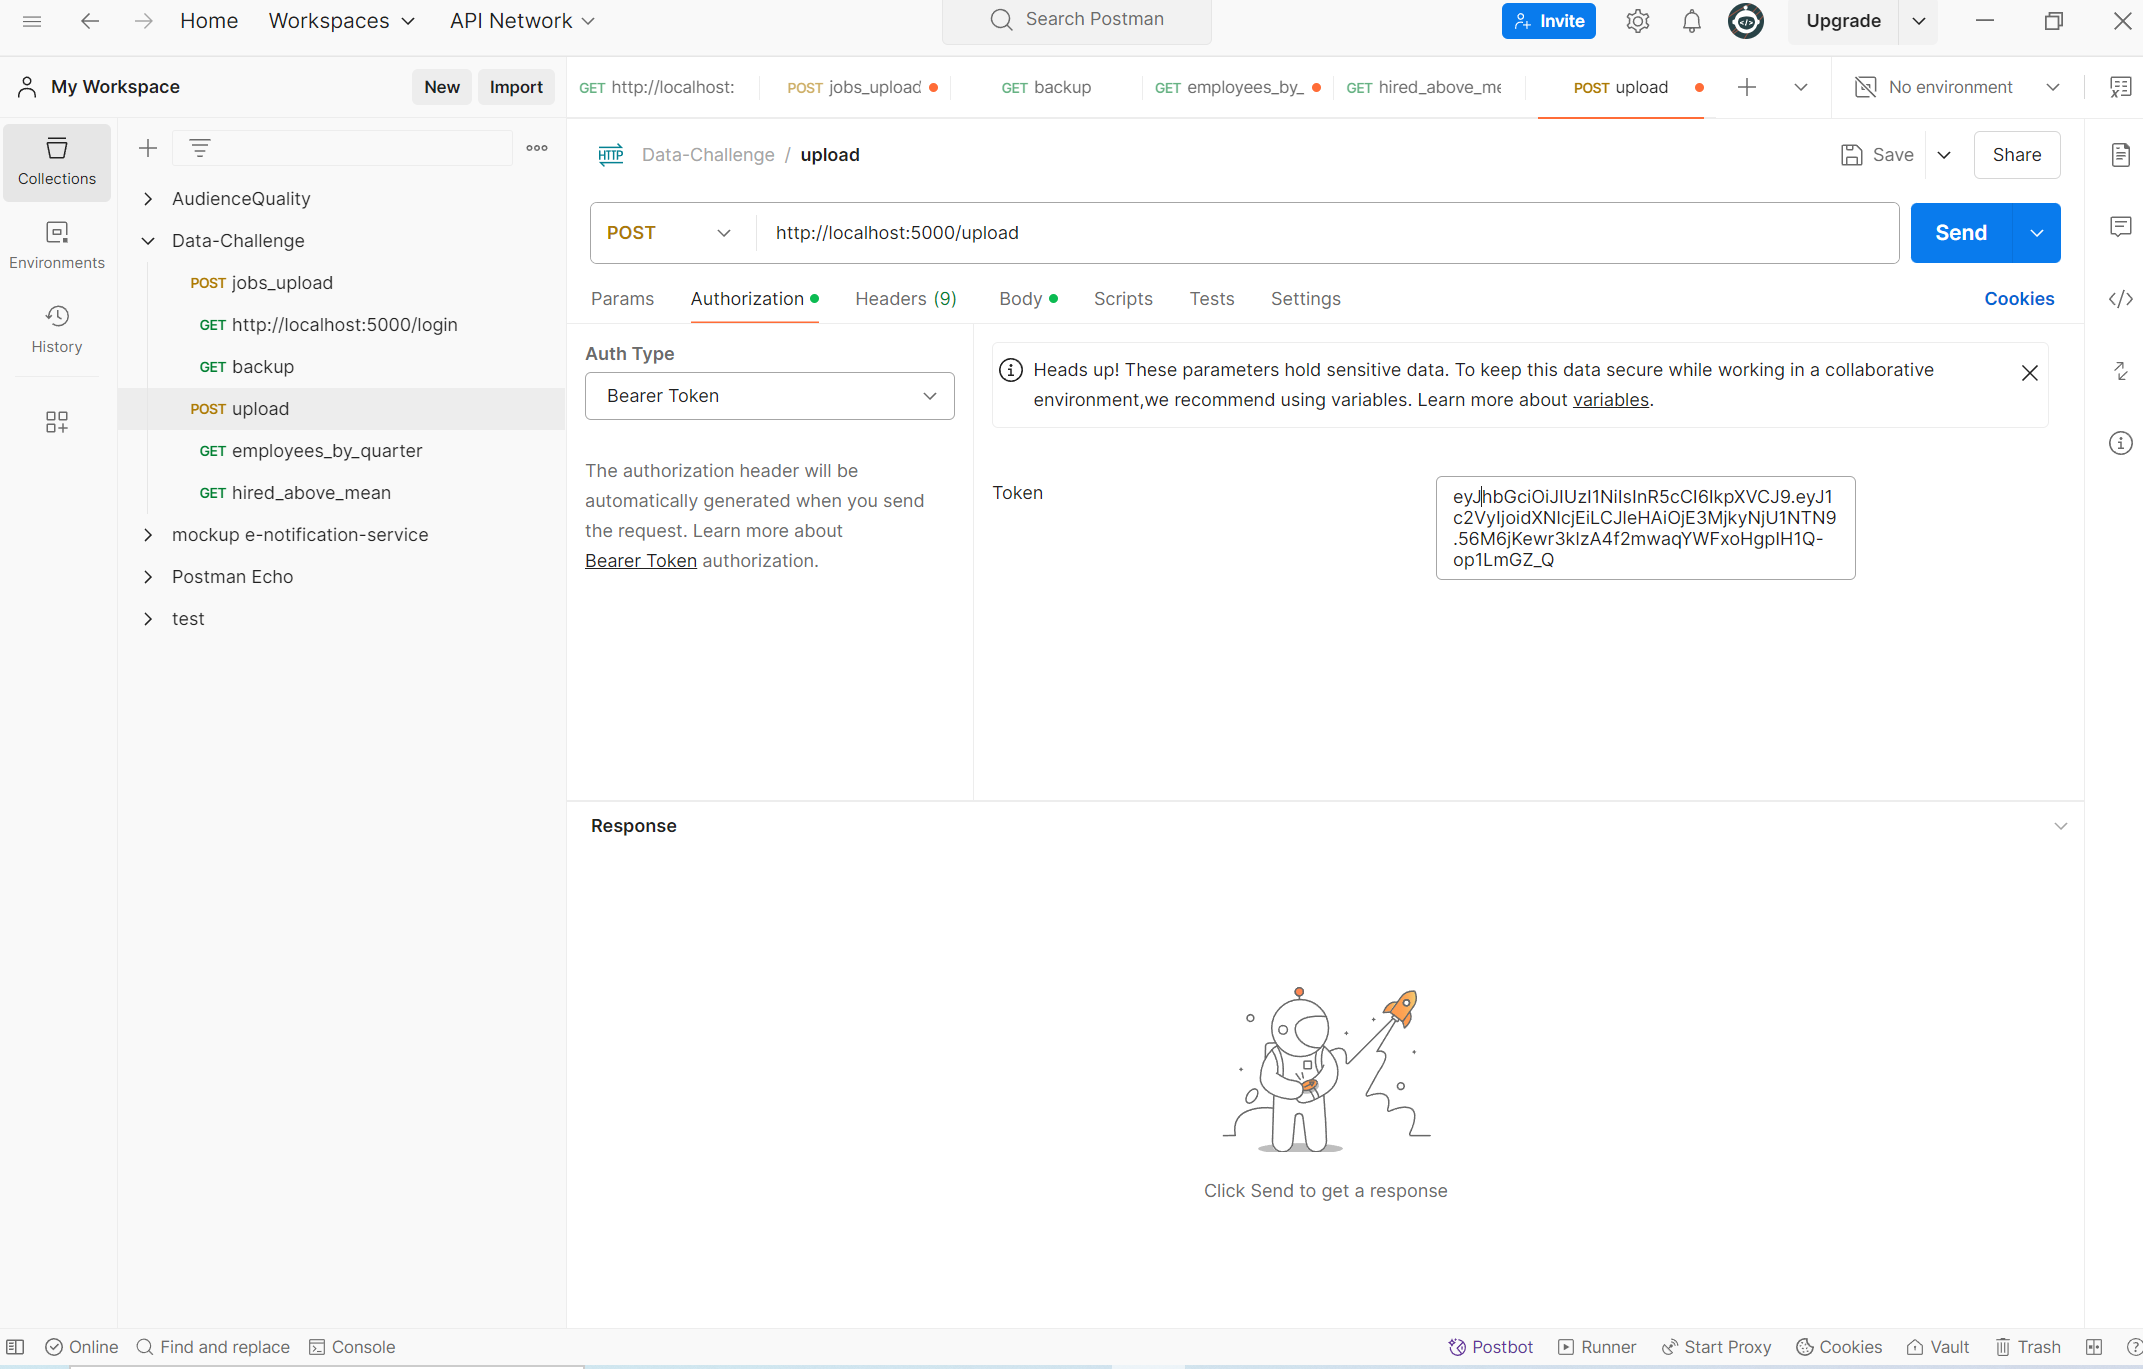 Home
Workspaces
API Network
Search Postman
Invite
Upgrade
My Workspace
New
Import
GET http://localhost:
POST jobs_upload
GET backup
GET employees_by_
GET hired_above_me
POST upload
No environment
Collections
Environments
History
AudienceQuality
Data-Challenge
POST jobs_upload
GET http://localhost:5000/login
GET backup
POST upload
GET employees_by_quarter
GET hired_above_mean
mockup e-notification-service
Postman Echo
test
HTTP
Data-Challenge / upload
Save
Share
POST
http://localhost:5000/upload
Send
Params
Authorization
Headers (9)
Body
Scripts
Tests
Settings
Cookies
Auth Type
Bearer Token
The authorization header will be
automatically generated when you send
the request. Learn more about
Bearer Token authorization.
Heads up! These parameters hold sensitive data. To keep this data secure while working in a collaborative
environment,we recommend using variables. Learn more about variables.
Token
eyJhbGciOiJIUzI1NiIsInR5cCI6IkpXVCJ9.eyJ1
c2VyIjoidXNlcjEiLCJleHAiOjE3MjkyNjU1NTN9
.56M6jKewr3klzA4f2mwaqYWFxoHgpIH1Q-
op1LmGZ_Q
Response
Click Send to get a response
Online
Find and replace
Console
Postbot
Runner
Start Proxy
Cookies
Vault
Trash